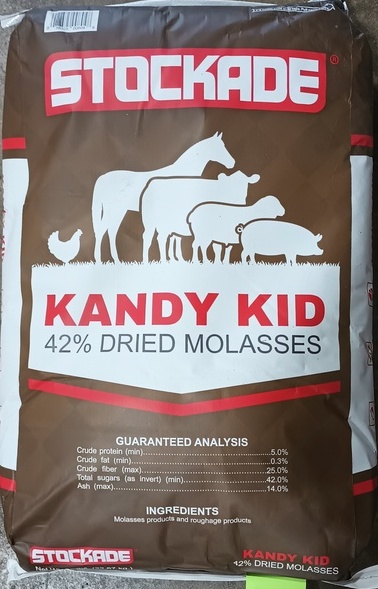 STOCKADE®
KANDY KID
42% DRIED MOLASSES
GUARANTEED ANALYSIS
Crude protein (min)..........................................................5.0%
Crude fat (min)................................................................0.3%
Crude fiber (max)...........................................................25.0%
Total sugars (as invert) (min)..........................................42.0%
Ash (max)......................................................................14.0%
INGREDIENTS
Molasses products and roughage products
STOCKADE
KANDY KID
42% DRIED MOLASSES